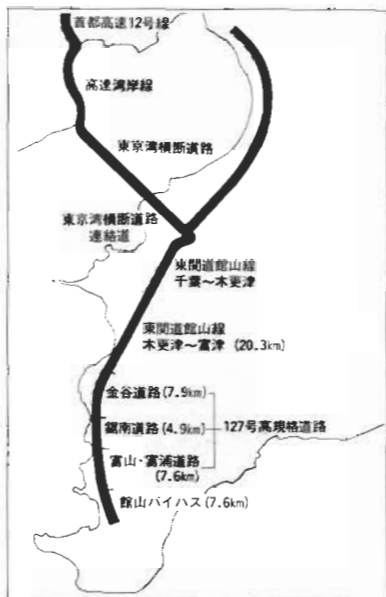 首都高速12号線
高速湾岸線
東京湾横断道路
東京湾横断道路
連絡道
東関道館山線
千葉～木更津
東関道館山線
木更津～富津 (20.3km)
金谷道路(7.9km)
鋸南道路(4.9km)
127号高規格道路
富山・富浦道路
(7.6km)
館山バイパス(7.6km)